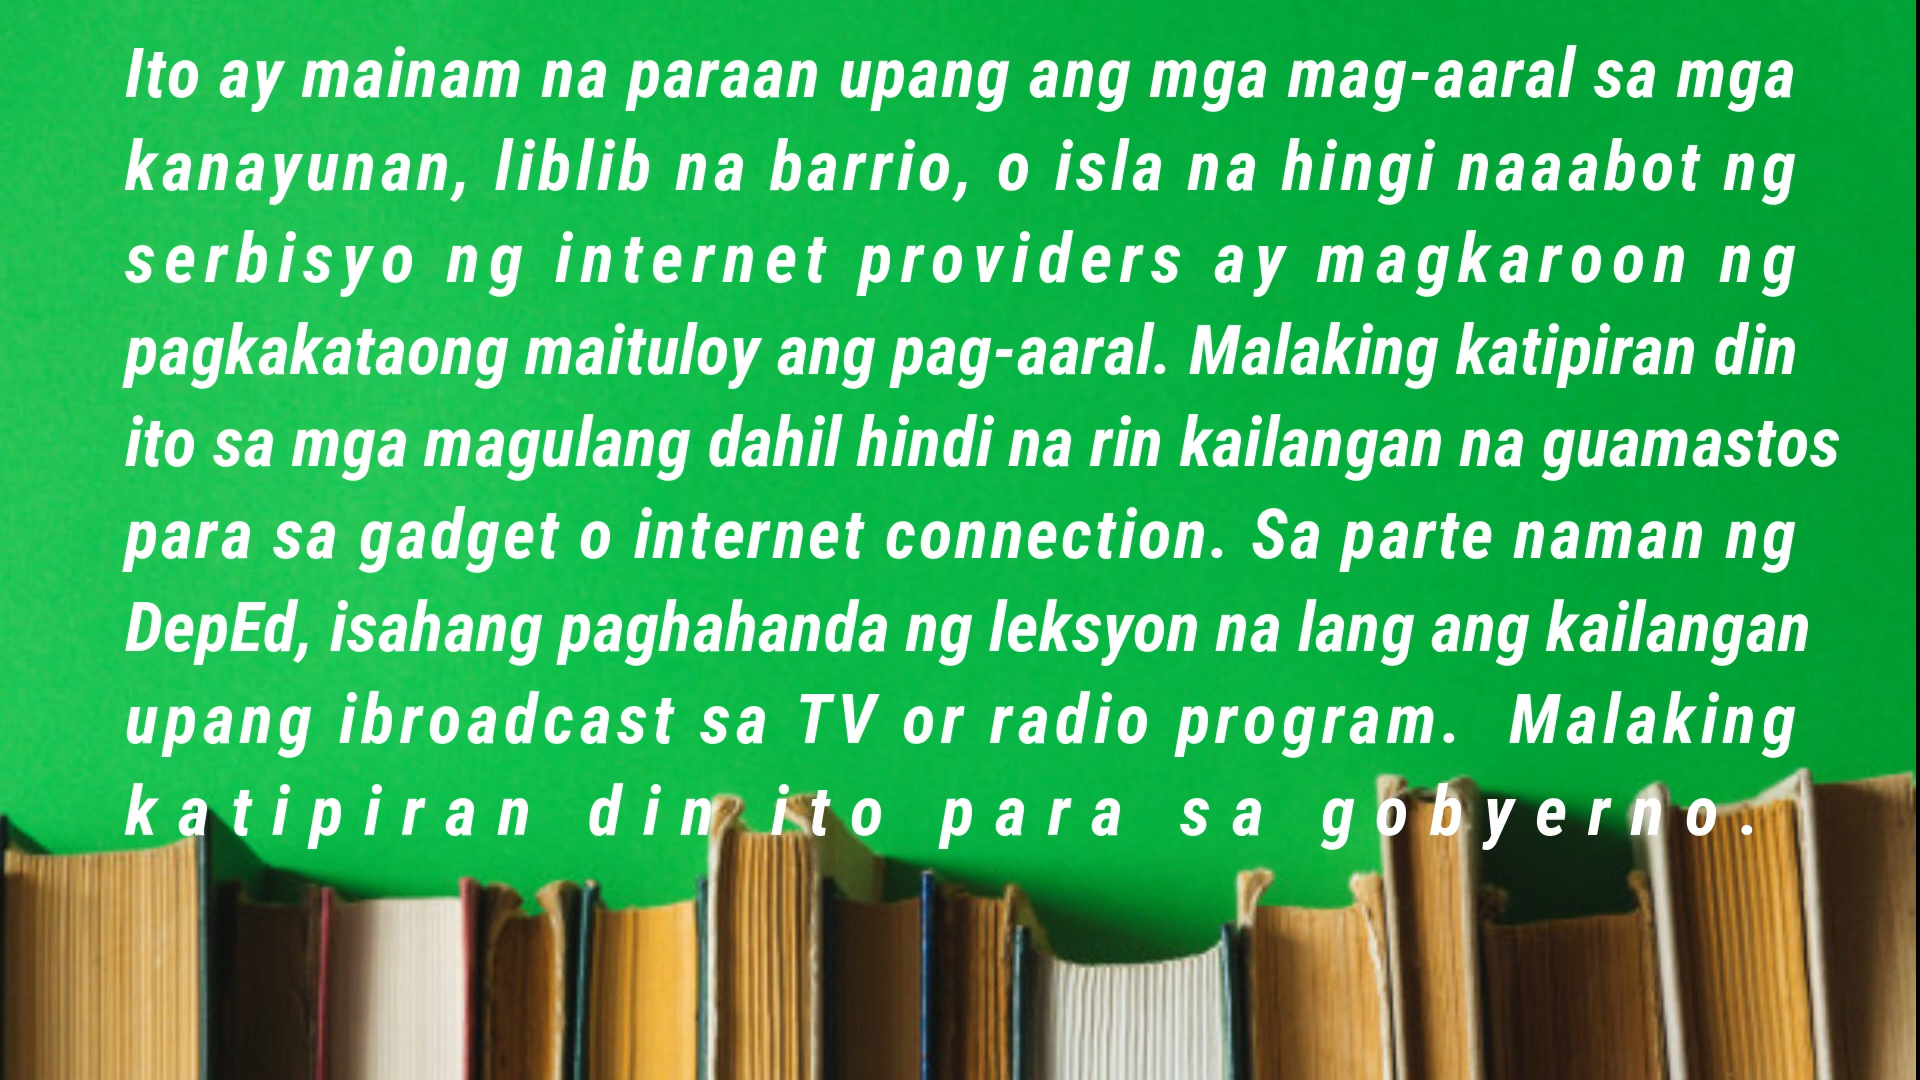 Ito ay mainam na paraan upang ang mga mag-aaral sa mga
kanayunan, liblib na barrio, o isla na hingi naaabot ng
serbisyo ng internet providers ay magkaroon ng
pagkakataong maituloy ang pag-aaral. Malaking katipiran din
ito sa mga magulang dahil hindi na rin kailangan na guamastos
para sa gadget o internet connection. Sa parte naman ng
DepEd, isahang paghahanda ng leksyon na lang ang kailangan
upang ibroadcast sa TV or radio program. Malaking
katipiran din ito para sa gobyerno.